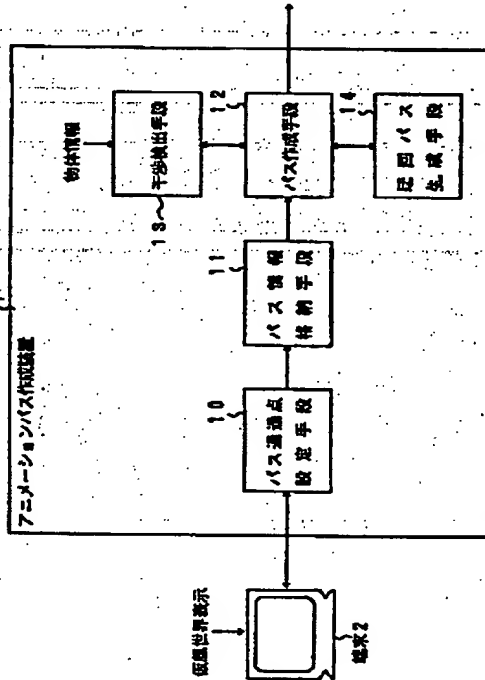 アニメーションパス作成装置
仮想世界表示
端末2
10
パス通過点
設定手段
11
パス情報
格納手段
12
パス作成手段
物体情報
干渉検出手段
13
14
迂回パス
生成手段